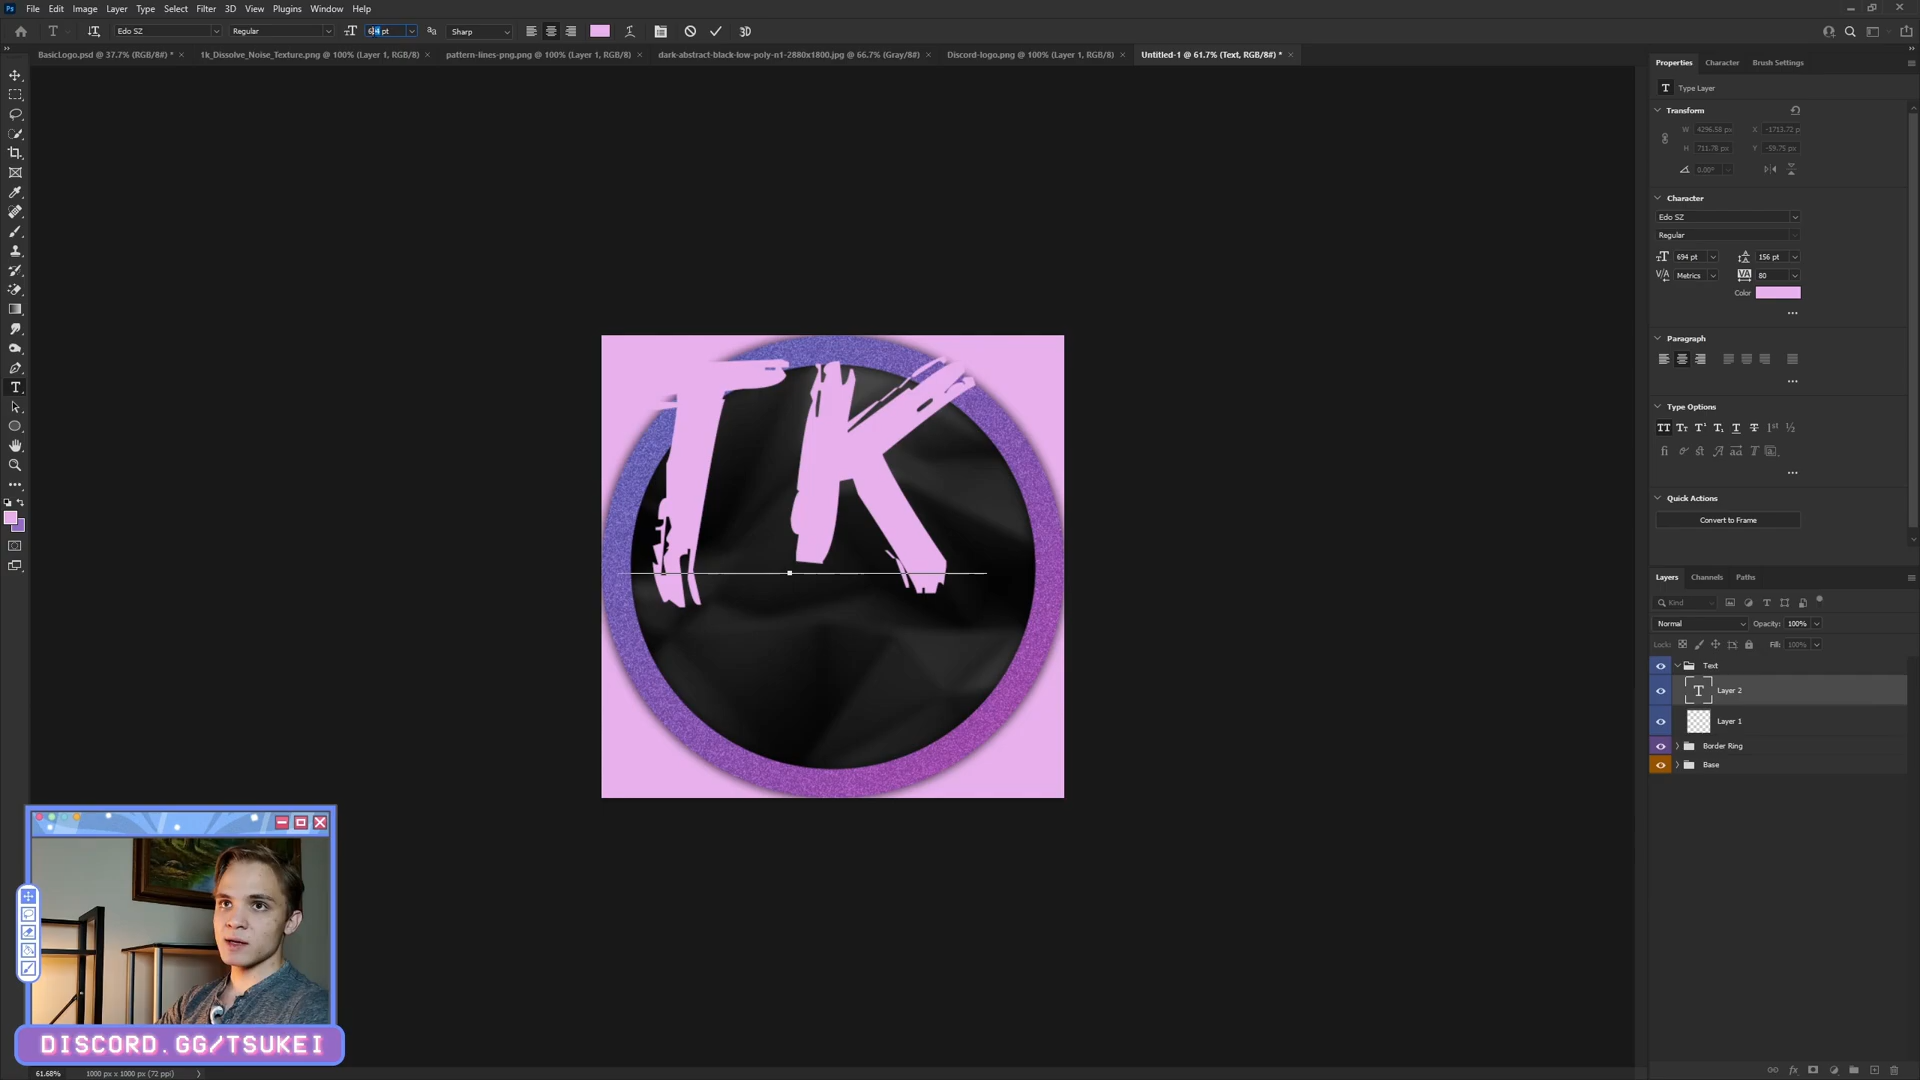 Ps File Edit Image Layer Type Select Filter 3D View Plugins Window Help
T Edo SZ Regular pt aa Sharp 3D
BasicLogo.psd @ 37.7% (RGB/8#) * 1k_Dissolve_Noise_Texture.png @ 100% (Layer 1, RGB/8) pattern-lines-png.png @ 100% (Layer 1, RGB/8) dark-abstract-black-low-poly-n1-2880x1800.jpg @ 66.7% (Gray/8#) Discord-logo.png @ 100% (Layer 1, RGB/8) Untitled-1 @ 61.7% (Text, RGB/8#) *
Properties Character Brush Settings
T Type Layer
Transform
W 4296.58 px X -1713.72 p
H 711.78 px Y -59.75 px
0.00°
Character
Edo SZ
Regular
694 pt 156 pt
Metrics 80
Color
Paragraph
Type Options
Quick Actions
Convert to Frame
TK
Layers Channels Paths
Kind
Normal Opacity: 100%
Lock: Fill: 100%
Text
T Layer 2
Layer 1
Border Ring
Base
DISCORD.GG/TSUKEI
61.68% 1000 px x 1000 px (72 ppi)